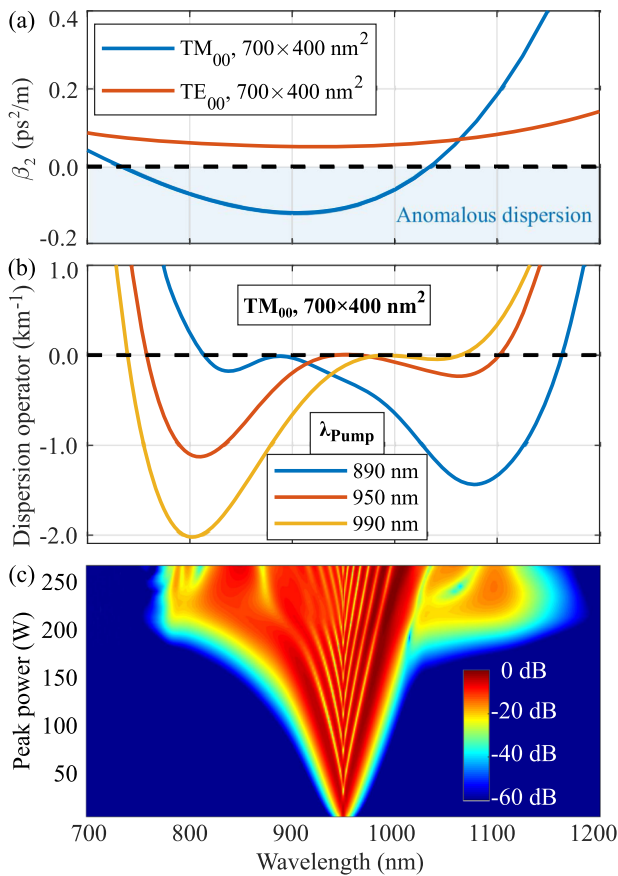 (a)
0.4
0.2
0.0
-0.2
β2 (ps²/m)
TM00, 700×400 nm²
TE00, 700×400 nm²
Anomalous dispersion
(b)
1.0
0.0
-1.0
-2.0
Dispersion operator (km⁻¹)
TM00, 700×400 nm²
λPump
890 nm
950 nm
990 nm
(c)
250
200
150
100
50
Peak power (W)
0 dB
-20 dB
-40 dB
-60 dB
700 800 900 1000 1100 1200
Wavelength (nm)